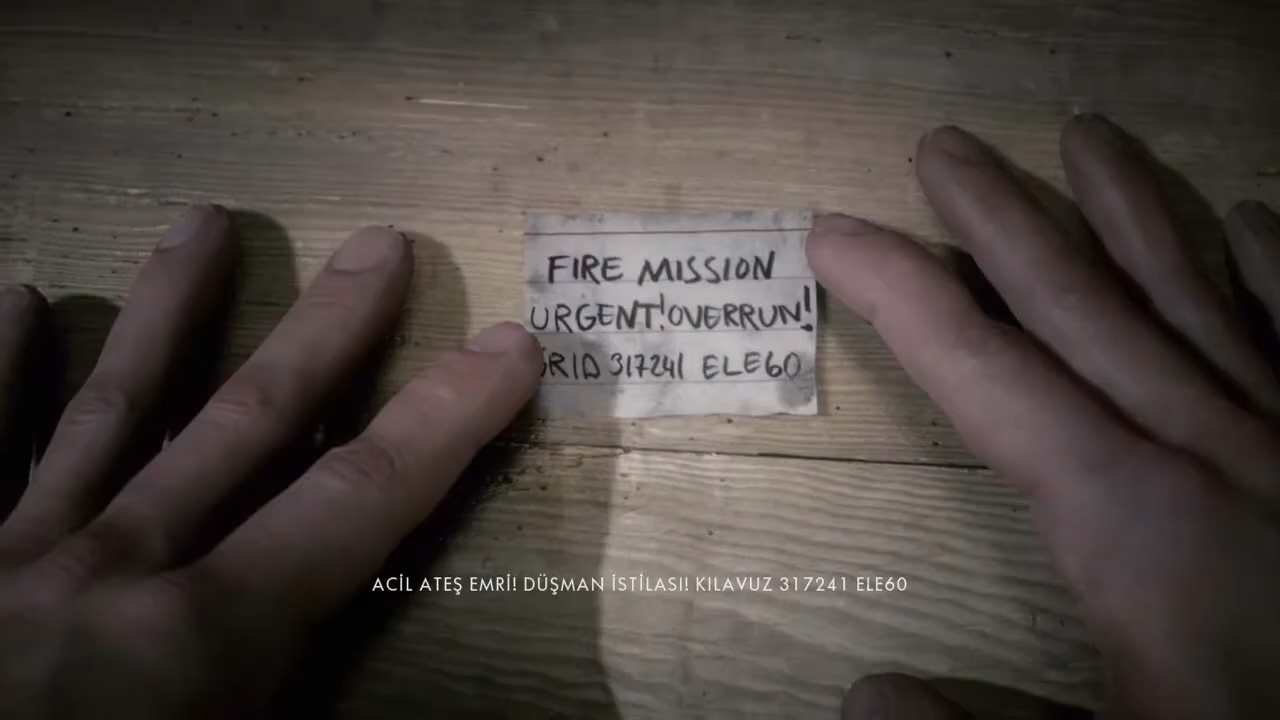 FIRE MISSION
URGENT! OVERRUN!
GRID 317241 ELE60
ACİL ATEŞ EMRİ! DÜŞMAN İSTİLASI! KILAVUZ 317241 ELE60